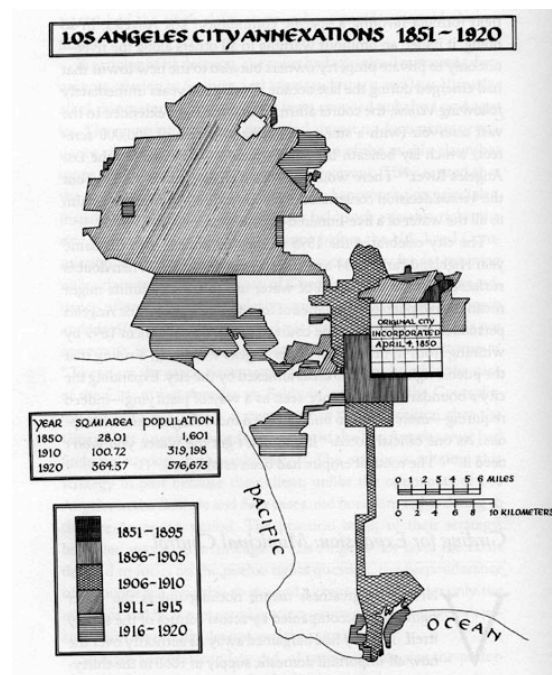 LOS ANGELES CITY ANNEXATIONS 1851-1920
ORIGINAL CITY
INCORPORATED
APRIL 4, 1850
YEAR SQ.MI AREA POPULATION
1850 28.01 1,601
1910 100.72 319,198
1920 364.37 576,673
0 1 2 3 4 5 6 MILES
0 2 4 6 8 10 KILOMETERS
1851-1895
1896-1905
1906-1910
1911-1915
1916-1920
PACIFIC
OCEAN